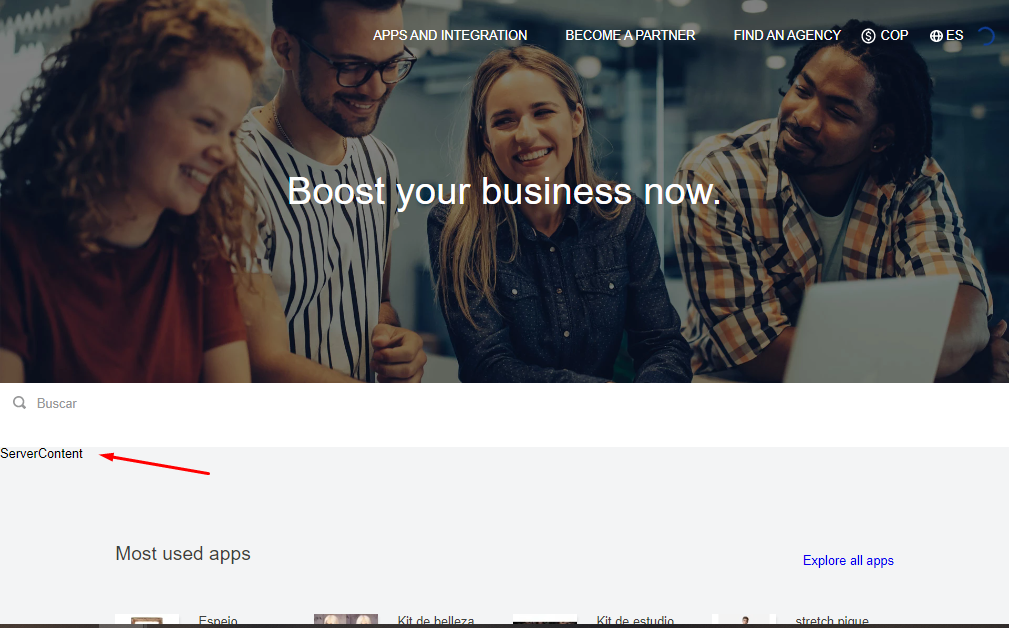 APPS AND INTEGRATION BECOME A PARTNER FIND AN AGENCY COP ES
Boost your business now.
Buscar
ServerContent
Most used apps
Explore all apps
Espejo Kit de belleza Kit de estudio stretch pique